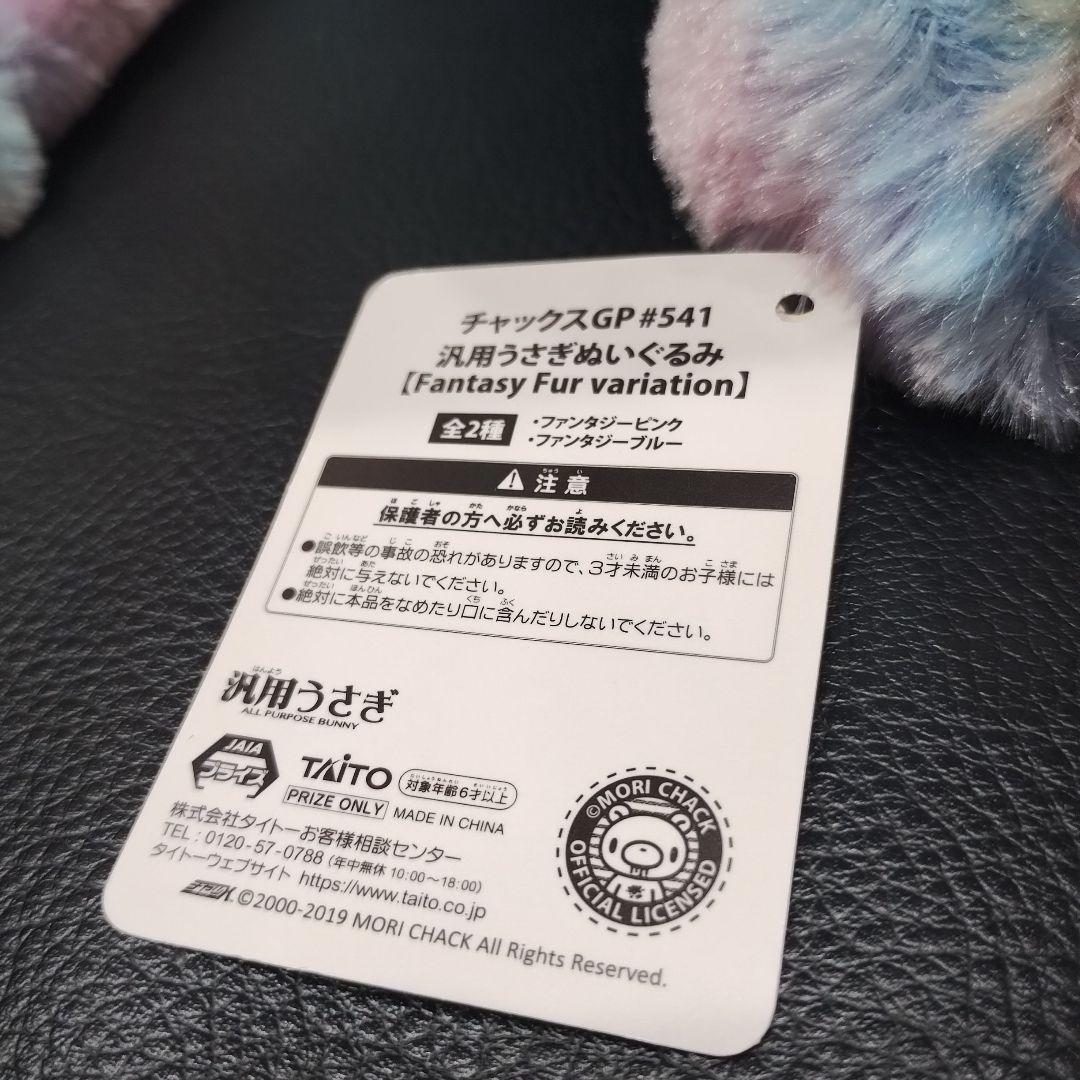 チャックスGP #541
汎用うさぎぬいぐるみ
【Fantasy Fur variation】
全2種
・ファンタジーピンク
・ファンタジーブルー
⚠注意
保護者の方へ必ずお読みください。
●誤飲等の事故の恐れがありますので、3才未満のお子様には
絶対に与えないでください。
●絶対に本品をなめたり口に含んだりしないでください。
汎用うさぎ
ALL PURPOSE BUNNY
JAIA
プライズ
TAiTO
PRIZE ONLY
対象年齢6才以上
MADE IN CHINA
株式会社タイトーお客様相談センター
TEL : 0120-57-0788 (年中無休 10:00〜18:00)
タイトーウェブサイト https://www.taito.co.jp
©2000-2019 MORI CHACK All Rights Reserved.
©MORI CHACK
OFFICIAL LICENSED